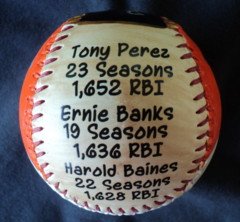 Tony Perez
23 Seasons
1,652 RBI
Ernie Banks
19 Seasons
1,636 RBI
Harold Baines
22 Seasons
1,628 RBI